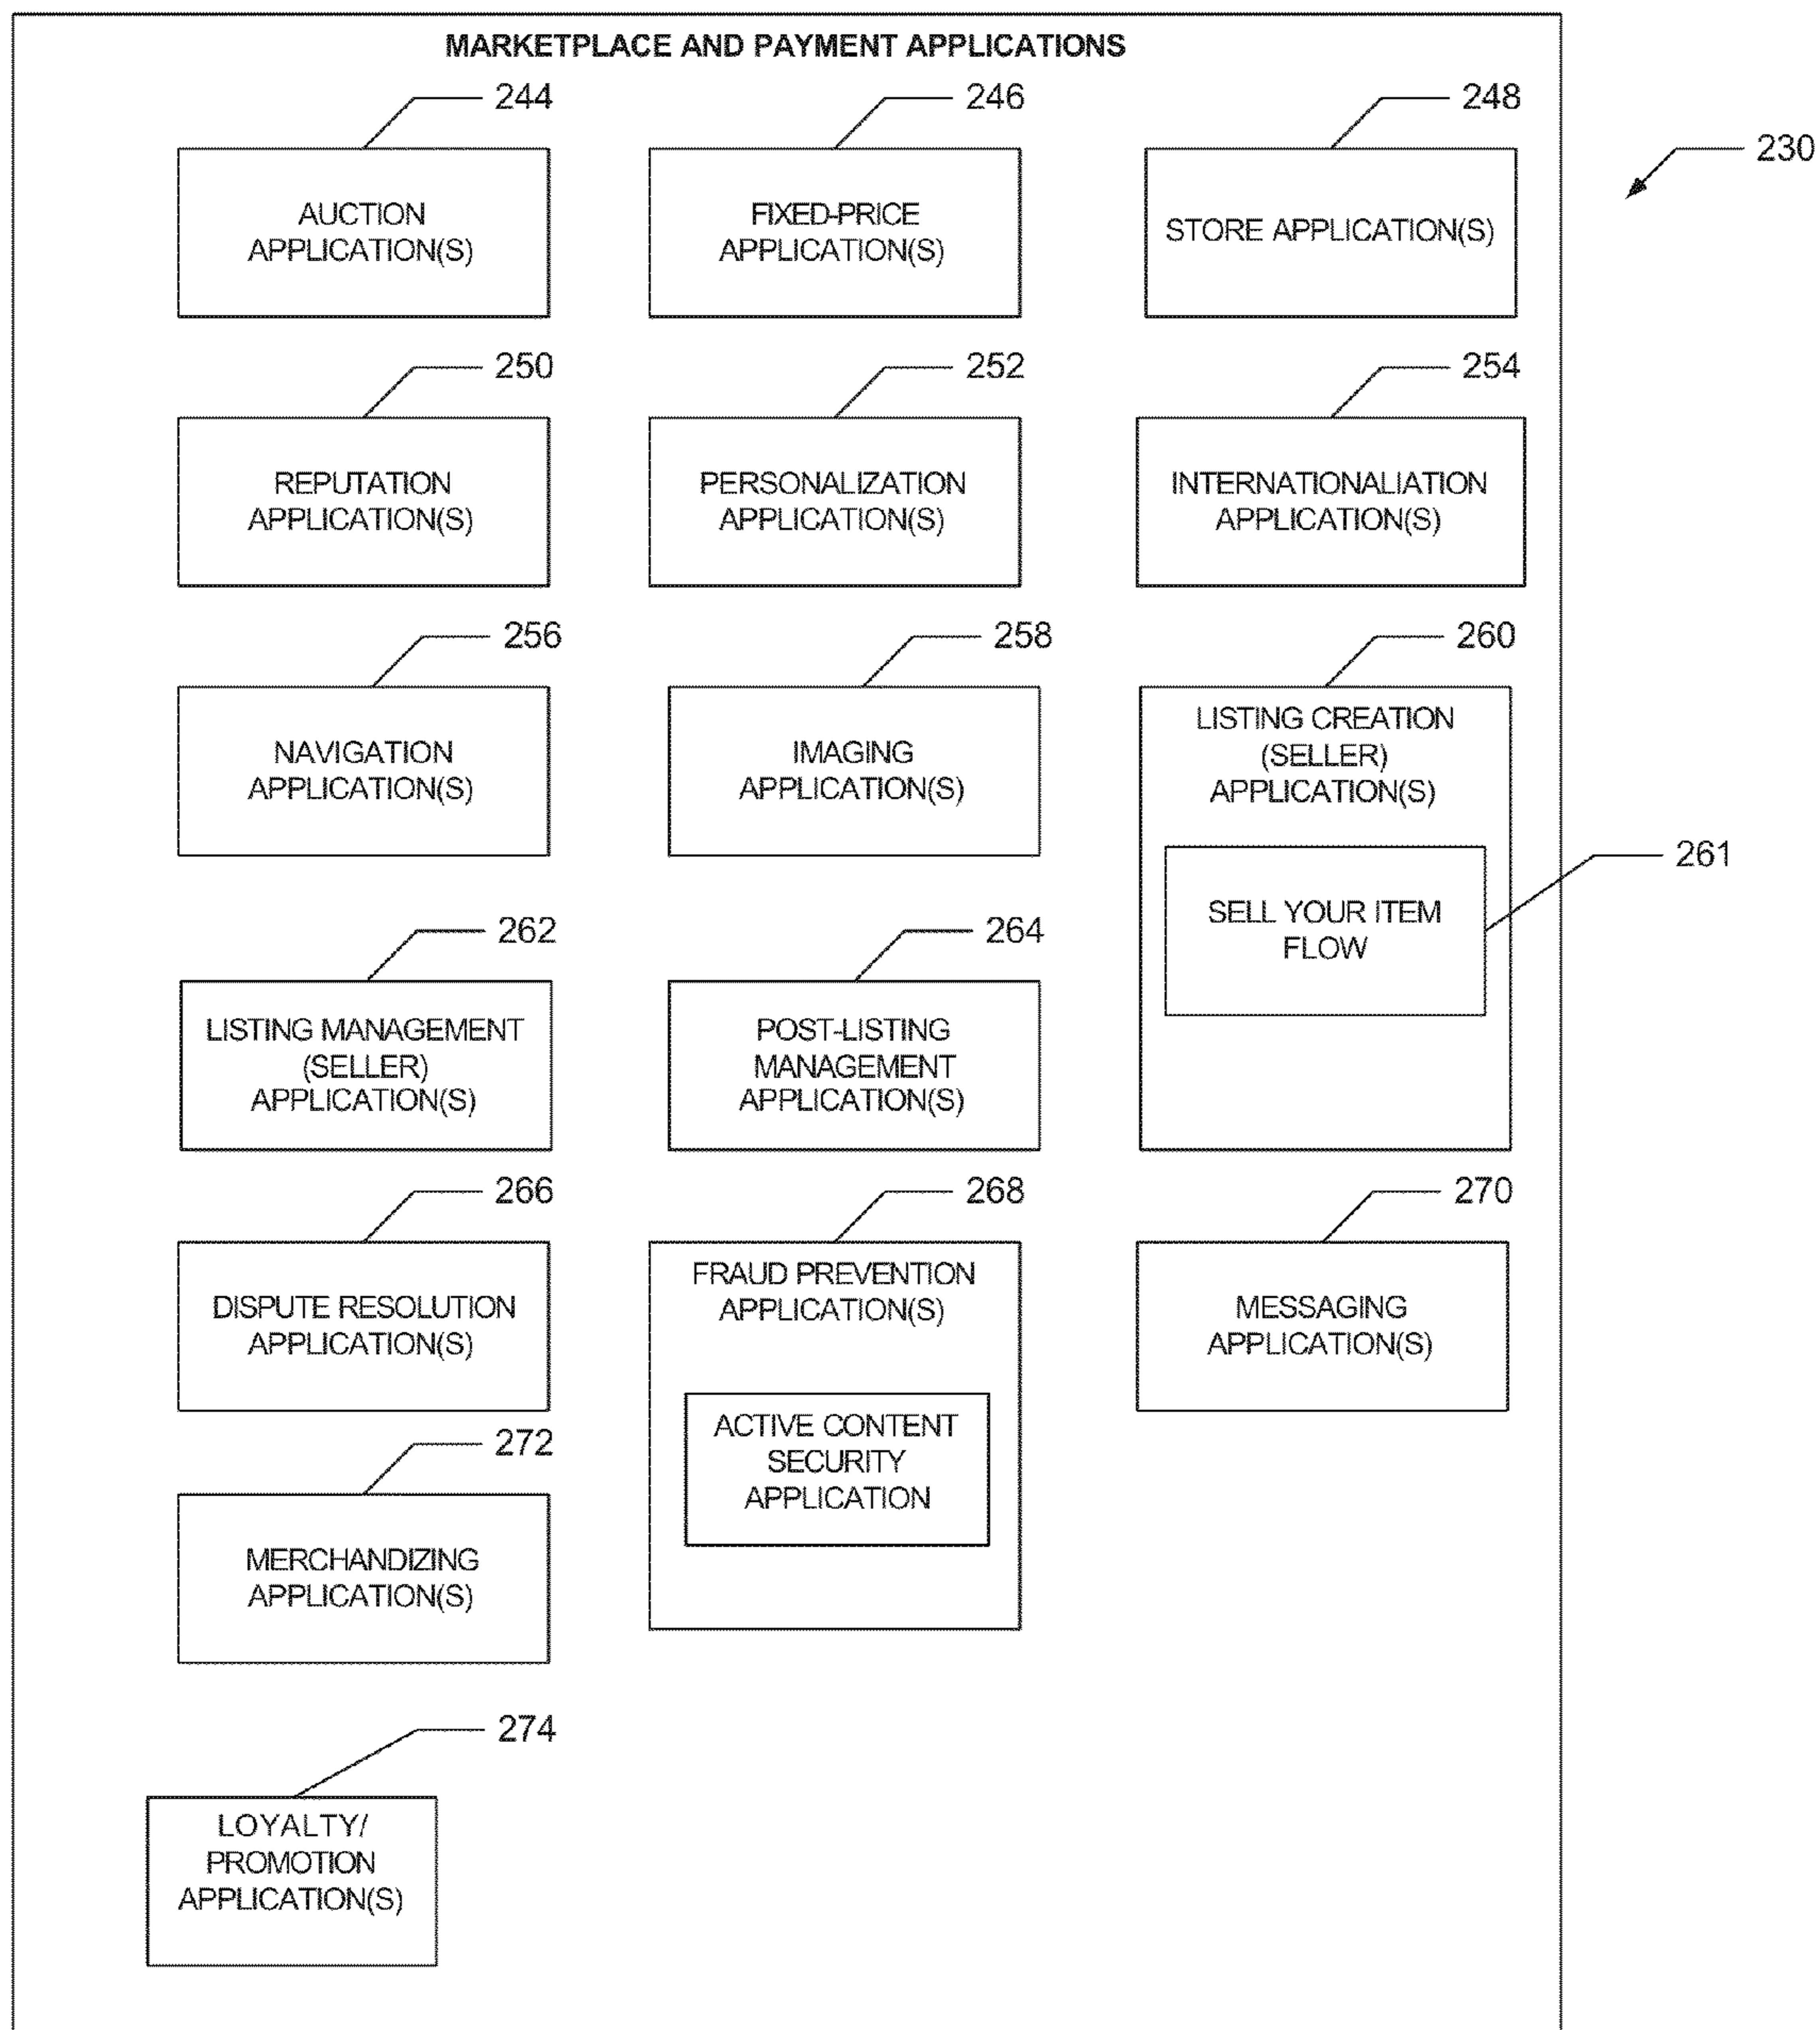 MARKETPLACE AND PAYMENT APPLICATIONS
244
246
248
230
AUCTION
APPLICATION(S)
FIXED-PRICE
APPLICATION(S)
STORE APPLICATION(S)
250
252
254
REPUTATION
APPLICATION(S)
PERSONALIZATION
APPLICATION(S)
INTERNATIONALIATION
APPLICATION(S)
256
258
260
NAVIGATION
APPLICATION(S)
IMAGING
APPLICATION(S)
LISTING CREATION
(SELLER)
APPLICATION(S)
261
SELL YOUR ITEM
FLOW
262
264
LISTING MANAGEMENT
(SELLER)
APPLICATION(S)
POST-LISTING
MANAGEMENT
APPLICATION(S)
266
268
270
DISPUTE RESOLUTION
APPLICATION(S)
FRAUD PREVENTION
APPLICATION(S)
MESSAGING
APPLICATION(S)
ACTIVE CONTENT
SECURITY
APPLICATION
272
MERCHANDIZING
APPLICATION(S)
274
LOYALTY/
PROMOTION
APPLICATION(S)